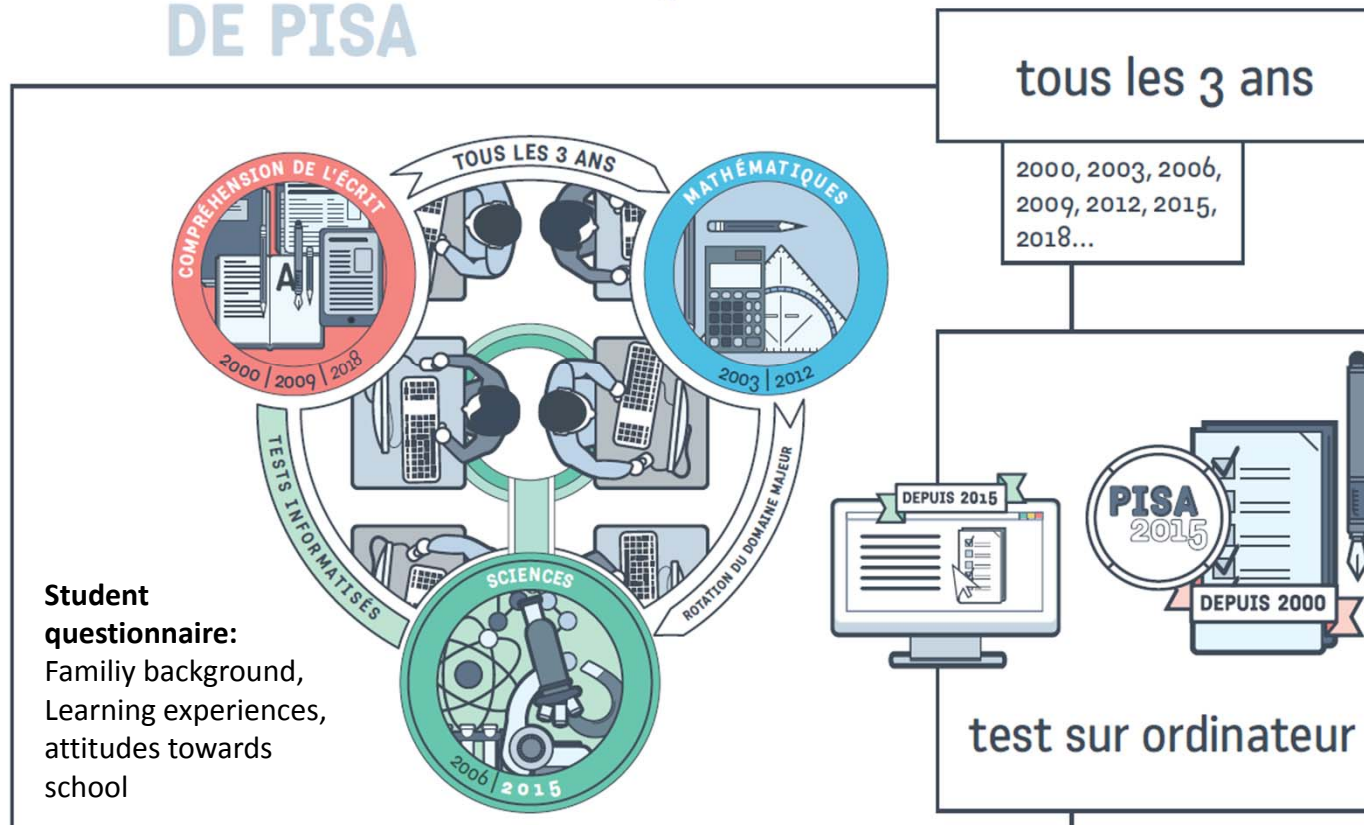 DE PISA
tous les 3 ans
2000, 2003, 2006,
2009, 2012, 2015,
2018...
TOUS LES 3 ANS
COMPRÉHENSION DE L'ÉCRIT
A
2000 | 2009 | 2018
MATHÉMATIQUES
2003 | 2012
TESTS INFORMATISÉS
ROTATION DU DOMAINE MAJEUR
SCIENCES
2006 | 2015
Student
questionnaire:
Familiy background,
Learning experiences,
attitudes towards
school
DEPUIS 2015
PISA
2015
DEPUIS 2000
test sur ordinateur